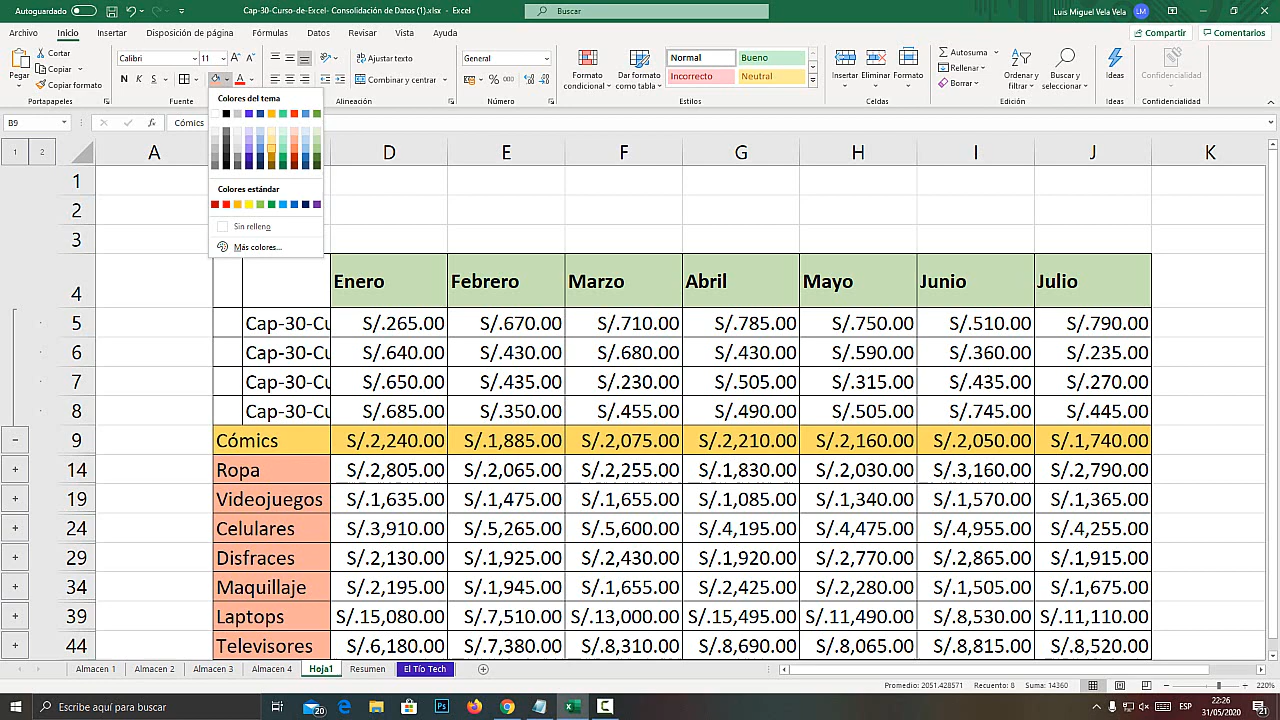 Autoguardado
Cap-30-Curso-de-Excel- Consolidación de Datos (1).xlsx - Excel
Buscar
Luis Miguel Vela Vela LM
Archivo Inicio Insertar Disposición de página Fórmulas Datos Revisar Vista Ayuda
Compartir Comentarios
Pegar
Cortar
Copiar
Copiar formato
Portapapeles
Calibri 11 A A
N K S
Fuente
Ajustar texto
Combinar y centrar
Alineación
General
% 000
Formato condicional
Dar formato como tabla
Normal Bueno
Incorrecto Neutral
Estilos
Insertar Eliminar Formato
Celdas
Autosuma
Rellenar
Borrar
Ordenar y filtrar
Buscar y seleccionar
Edición
Ideas
Ideas
Confidencialidad
Confidencialidad
B9 fx Cómics
Colores del tema
Colores estándar
Sin relleno
Más colores...
1 2 A D E F G H I J K
1
2
3
4 Enero Febrero Marzo Abril Mayo Junio Julio
5 Cap-30-Cu S/.265.00 S/.670.00 S/.710.00 S/.785.00 S/.750.00 S/.510.00 S/.790.00
6 Cap-30-Cu S/.640.00 S/.430.00 S/.680.00 S/.430.00 S/.590.00 S/.360.00 S/.235.00
7 Cap-30-Cu S/.650.00 S/.435.00 S/.230.00 S/.505.00 S/.315.00 S/.435.00 S/.270.00
8 Cap-30-Cu S/.685.00 S/.350.00 S/.455.00 S/.490.00 S/.505.00 S/.745.00 S/.445.00
- 9 Cómics S/.2,240.00 S/.1,885.00 S/.2,075.00 S/.2,210.00 S/.2,160.00 S/.2,050.00 S/.1,740.00
+ 14 Ropa S/.2,805.00 S/.2,065.00 S/.2,255.00 S/.1,830.00 S/.2,030.00 S/.3,160.00 S/.2,790.00
+ 19 Videojuegos S/.1,635.00 S/.1,475.00 S/.1,655.00 S/.1,085.00 S/.1,340.00 S/.1,570.00 S/.1,365.00
+ 24 Celulares S/.3,910.00 S/.5,265.00 S/.5,600.00 S/.4,195.00 S/.4,475.00 S/.4,955.00 S/.4,255.00
+ 29 Disfraces S/.2,130.00 S/.1,925.00 S/.2,430.00 S/.1,920.00 S/.2,770.00 S/.2,865.00 S/.1,915.00
+ 34 Maquillaje S/.2,195.00 S/.1,945.00 S/.1,655.00 S/.2,425.00 S/.2,280.00 S/.1,505.00 S/.1,675.00
+ 39 Laptops S/.15,080.00 S/.7,510.00 S/.13,000.00 S/.15,495.00 S/.11,490.00 S/.8,530.00 S/.11,110.00
+ 44 Televisores S/.6,180.00 S/.7,380.00 S/.8,310.00 S/.8,690.00 S/.8,065.00 S/.8,815.00 S/.8,520.00
Almacen 1 Almacen 2 Almacen 3 Almacen 4 Hoja1 Resumen El Tío Tech
Promedio: 2051.428571 Recuento: 8 Suma: 14360 220%
Escribe aquí para buscar
20
Ps
C
ESP
22:26
31/05/2020